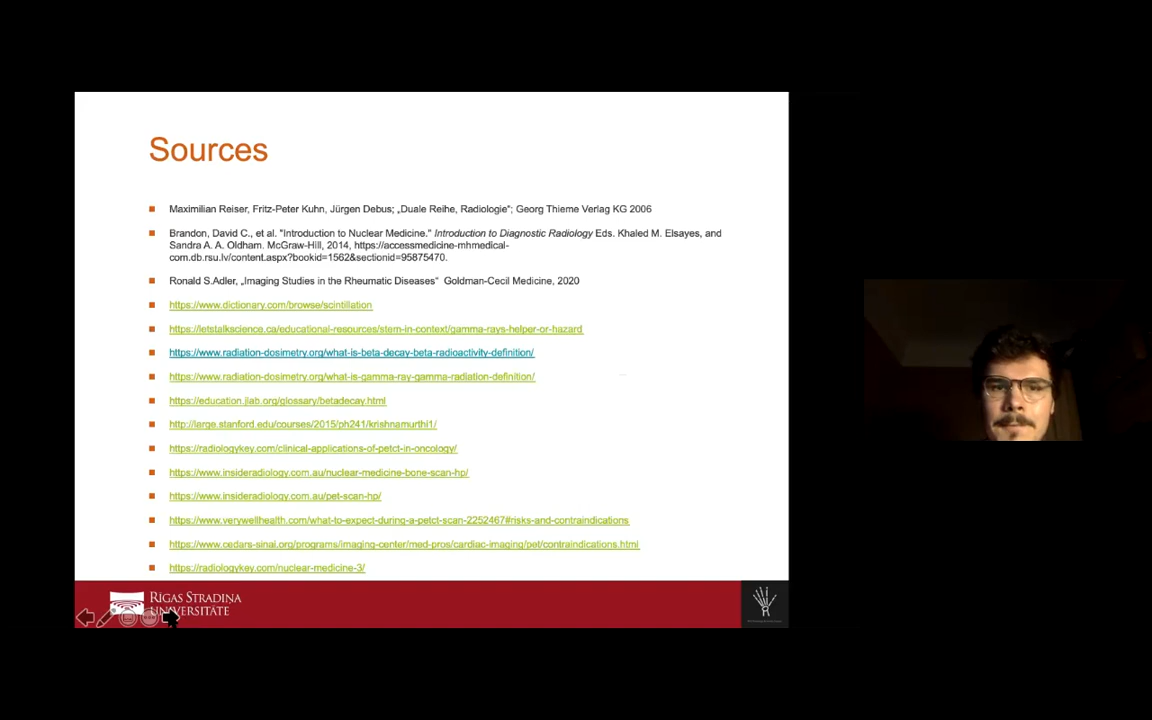 Sources
Maximilian Reiser, Fritz-Peter Kuhn, Jürgen Debus; „Duale Reihe, Radiologie“; Georg Thieme Verlag KG 2006
Brandon, David C., et al. "Introduction to Nuclear Medicine." Introduction to Diagnostic Radiology Eds. Khaled M. Elsayes, and
Sandra A. A. Oldham. McGraw-Hill, 2014, https://accessmedicine-mhmedical-
com.db.rsu.lv/content.aspx?bookid=1562&sectionid=95875470.
Ronald S.Adler, „Imaging Studies in the Rheumatic Diseases“ Goldman-Cecil Medicine, 2020
https://www.dictionary.com/browse/scintillation
https://letstalkscience.ca/educational-resources/stem-in-context/gamma-rays-helper-or-hazard
https://www.radiation-dosimetry.org/what-is-beta-decay-beta-radioactivity-definition/
https://www.radiation-dosimetry.org/what-is-gamma-ray-gamma-radiation-definition/
https://education.jlab.org/glossary/betadecay.html
http://large.stanford.edu/courses/2015/ph241/krishnamurthi1/
https://radiologykey.com/clinical-applications-of-petct-in-oncology/
https://www.insideradiology.com.au/nuclear-medicine-bone-scan-hp/
https://www.insideradiology.com.au/pet-scan-hp/
https://www.verywellhealth.com/what-to-expect-during-a-petct-scan-2252467#risks-and-contraindications
https://www.cedars-sinai.org/programs/imaging-center/med-pros/cardiac-imaging/pet/contraindications.html
https://radiologykey.com/nuclear-medicine-3/
RĪGAS STRADIŅA
UNIVERSITĀTE